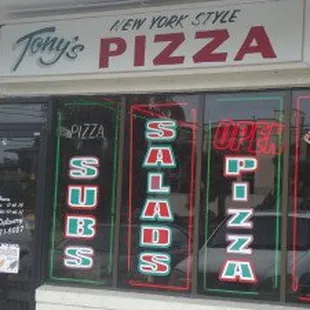 Tony's NEW YORK STYLE
PIZZA
PIZZA
SUBS
SALADS
OPEN
PIZZA